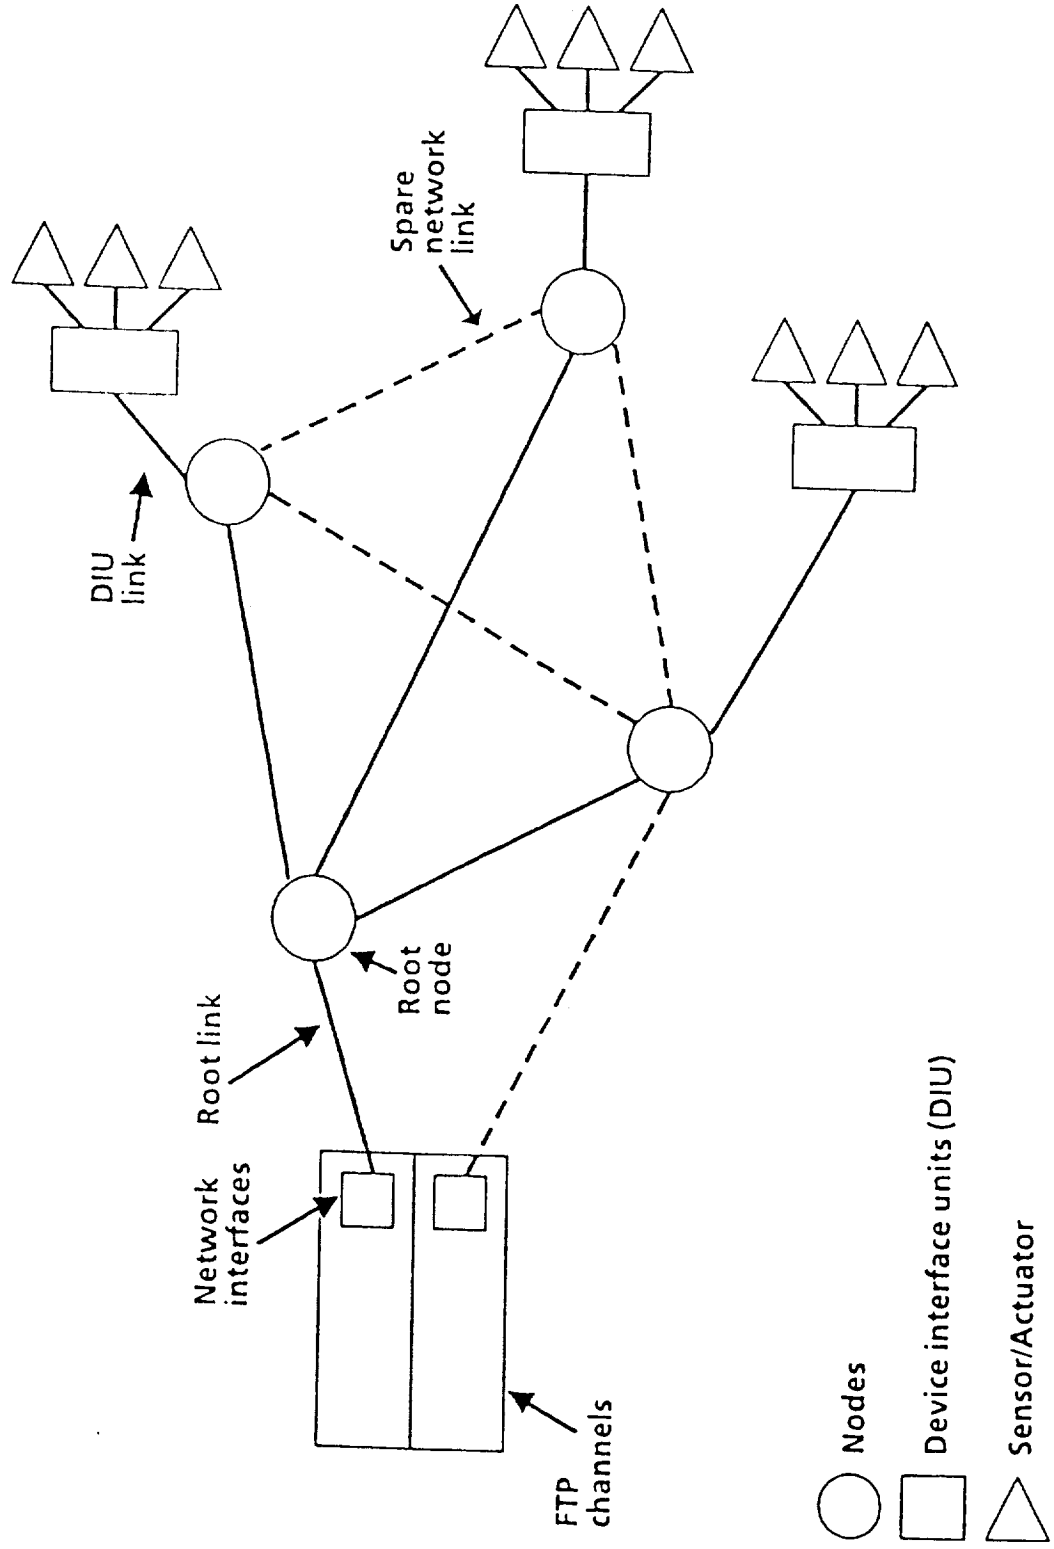 DIU
link
Spare
network
link
Root link
Root
node
Network
interfaces
FTP
channels
Nodes
Device interface units (DIU)
Sensor/Actuator